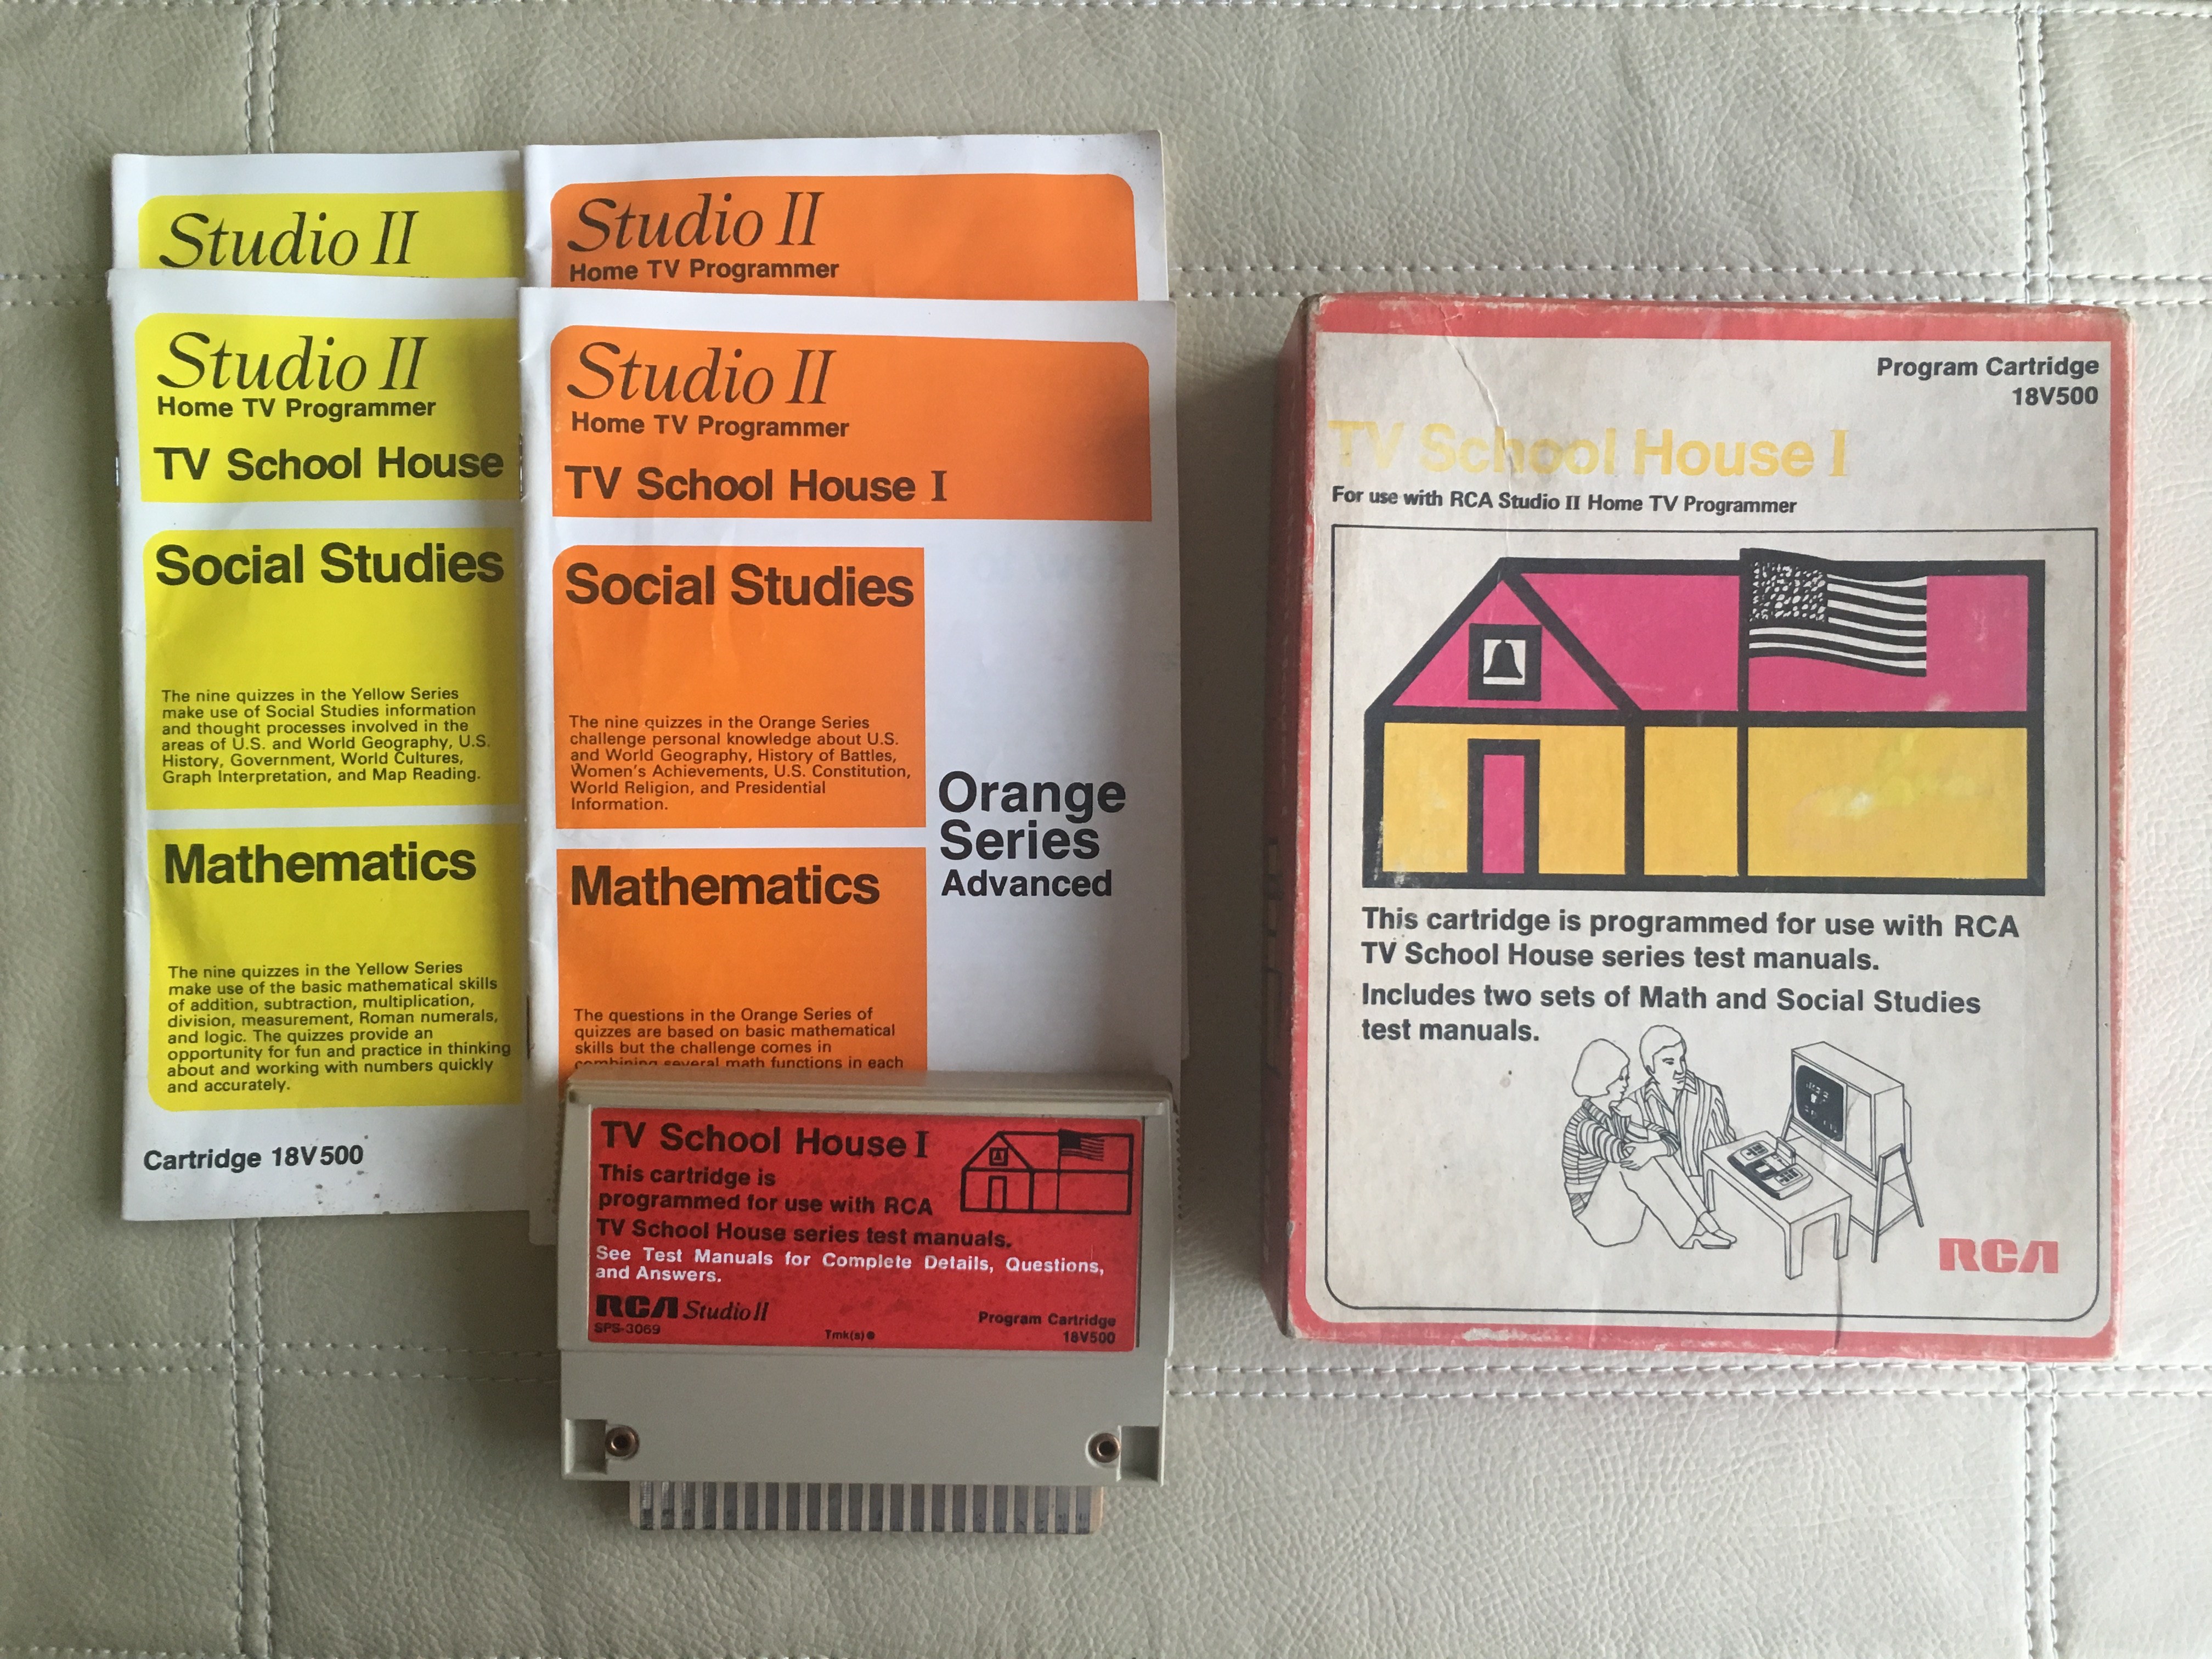 Studio II
Studio II
Home TV Programmer
TV School House
Social Studies
The nine quizzes in the Yellow Series
make use of Social Studies information
and thought processes involved in the
areas of U.S. and World Geography, U.S.
History, Government, World Cultures,
Graph Interpretation, and Map Reading.
Mathematics
The nine quizzes in the Yellow Series
make use of the basic mathematical skills
of addition, subtraction, multiplication,
division, measurement, Roman numerals,
and logic. The quizzes provide an
opportunity for fun and practice in thinking
about and working with numbers quickly
and accurately.
Cartridge 18V500
Studio II
Home TV Programmer
Studio II
Home TV Programmer
TV School House I
Social Studies
The nine quizzes in the Orange Series
challenge personal knowledge about U.S.
and World Geography, History of Battles,
Women's Achievements, U.S. Constitution,
World Religion, and Presidential
Information.
Orange
Series
Advanced
Mathematics
The questions in the Orange Series of
quizzes are based on basic mathematical
skills but the challenge comes in
combining several math functions in each
TV School House I
This cartridge is
programmed for use with RCA
TV School House series test manuals.
See Test Manuals for Complete Details, Questions,
and Answers.
RCA Studio II
SPS-3069
Tmk(s)®
Program Cartridge
18V500
Program Cartridge
18V500
TV School House I
For use with RCA Studio II Home TV Programmer
This cartridge is programmed for use with RCA
TV School House series test manuals.
Includes two sets of Math and Social Studies
test manuals.
RCA